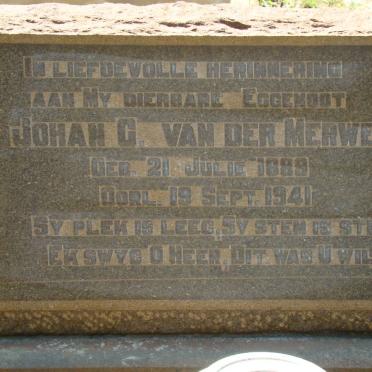 IN LIEFDEVOLLE HERINNERING
AAN MY DIERBARE EGGENOOT
JOHAN G. VAN DER MERWE
GEB. 21 JULIE 1889
OORL. 19 SEPT. 1941
SY PLEK IS LEEG, SY STEM IS STI
EK SWYG O HEER, DIT WAS U WIL